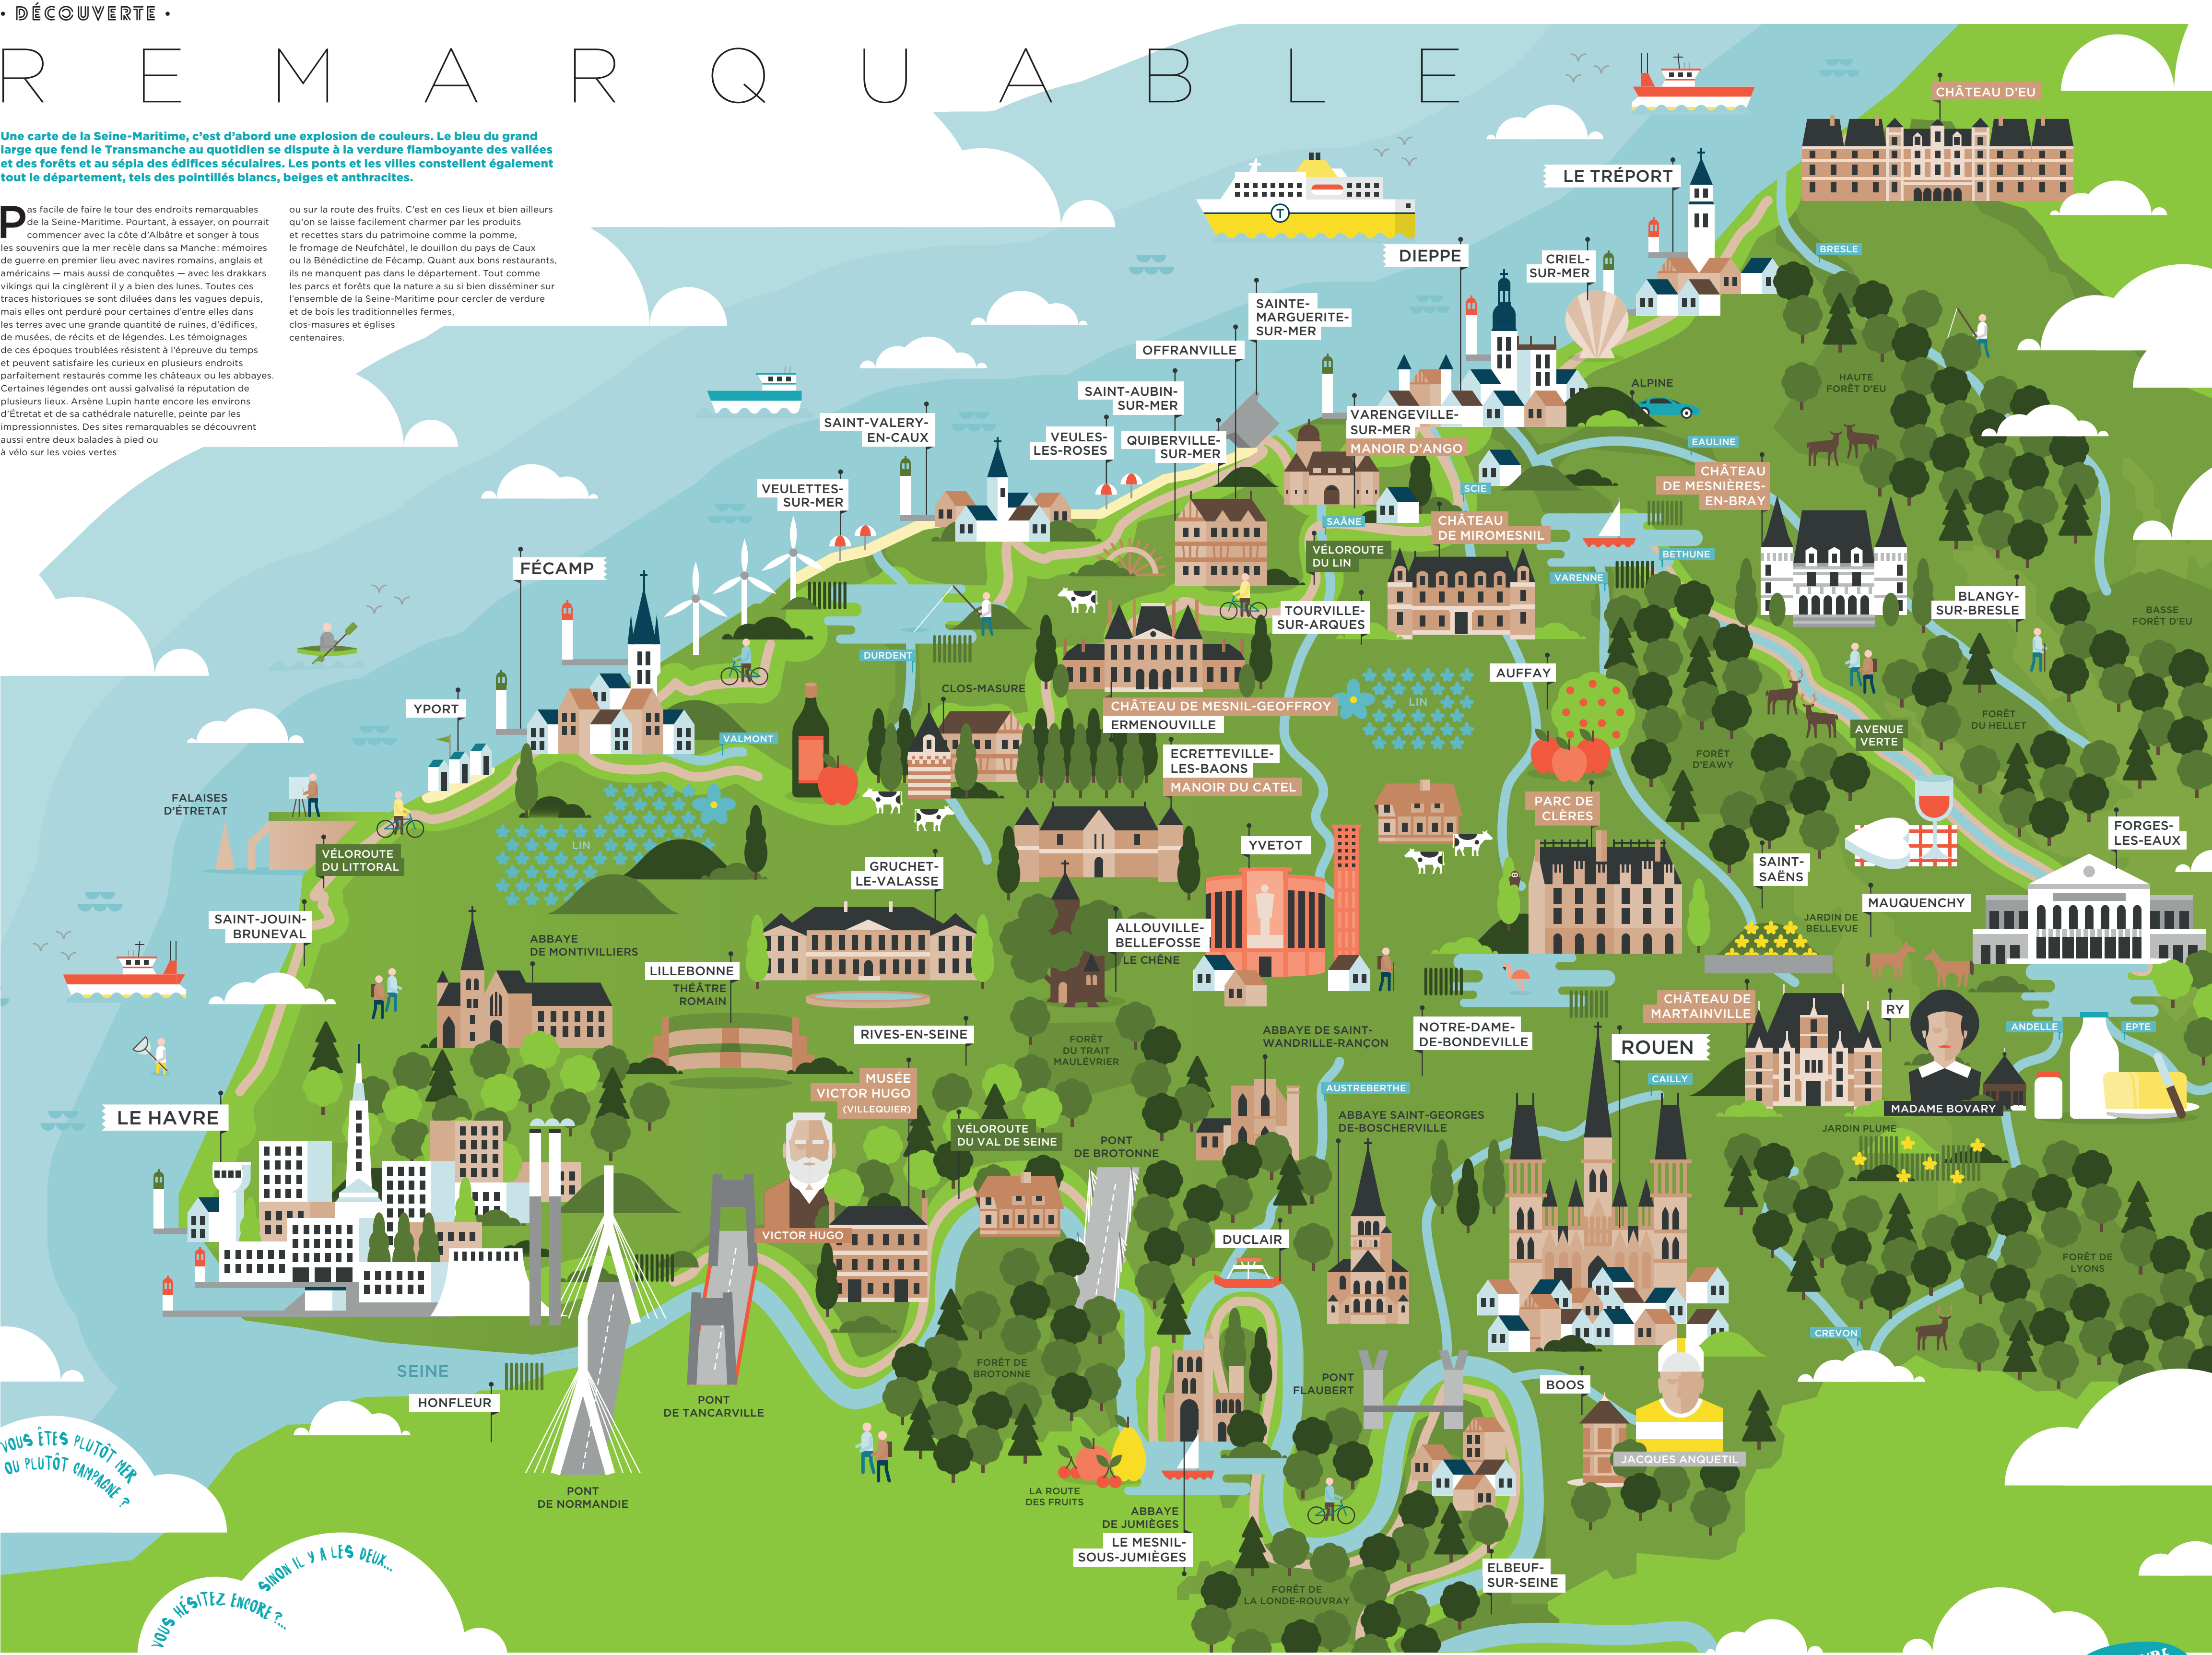 • DÉCOUVERTE •
REMARQUABLE
Une carte de la Seine-Maritime, c’est d’abord une explosion de couleurs. Le bleu du grand
large que fend le Transmanche au quotidien se dispute à la verdure flamboyante des vallées
et des forêts et au sépia des édifices séculaires. Les ponts et les villes constellent également
tout le département, tels des pointillés blancs, beiges et anthracites.
Pas facile de faire le tour des endroits remarquables
de la Seine-Maritime. Pourtant, à essayer, on pourrait
commencer avec la côte d’Albâtre et songer à tous
les souvenirs que la mer recèle dans sa Manche : mémoires
de guerre en premier lieu avec navires romains, anglais et
américains — mais aussi de conquêtes — avec les drakkars
vikings qui la cinglèrent il y a bien des lunes. Toutes ces
traces historiques se sont diluées dans les vagues depuis,
mais elles ont perduré pour certaines d’entre elles dans
les terres avec une grande quantité de ruines, d’édifices,
de musées, de récits et de légendes. Les témoignages
de ces époques troublées résistent à l’épreuve du temps
et peuvent satisfaire les curieux en plusieurs endroits
parfaitement restaurés comme les châteaux ou les abbayes.
Certaines légendes ont aussi galvalisé la réputation de
plusieurs lieux. Arsène Lupin hante encore les environs
d’Étretat et de sa cathédrale naturelle, peinte par les
impressionnistes. Des sites remarquables se découvrent
aussi entre deux balades à pied ou
à vélo sur les voies vertes
ou sur la route des fruits. C’est en ces lieux et bien ailleurs
qu’on se laisse facilement charmer par les produits
et recettes stars du patrimoine comme la pomme,
le fromage de Neufchâtel, le douillon du pays de Caux
ou la Bénédictine de Fécamp. Quant aux bons restaurants,
ils ne manquent pas dans le département. Tout comme
les parcs et forêts que la nature a su si bien disséminer sur
l’ensemble de la Seine-Maritime pour cercler de verdure
et de bois les traditionnelles fermes,
clos-masures et églises
centenaires.
CHÂTEAU D’EU
LE TRÉPORT
BRESLE
T
DIEPPE
CRIEL-
SUR-MER
SAINTE-
MARGUERITE-
SUR-MER
OFFRANVILLE
HAUTE
FORÊT D’EU
ALPINE
SAINT-AUBIN-
SUR-MER
VARENGEVILLE-
SUR-MER
MANOIR D’ANGO
SAINT-VALERY-
EN-CAUX
VEULES-
LES-ROSES
QUIBERVILLE-
SUR-MER
EAULINE
CHÂTEAU
DE MESNIÈRES-
EN-BRAY
VEULETTES-
SUR-MER
SCIE
SAÂNE
CHÂTEAU
DE MIROMESNIL
VÉLOROUTE
DU LIN
BETHUNE
VARENNE
FÉCAMP
BLANGY-
SUR-BRESLE
BASSE
FORÊT D’EU
TOURVILLE-
SUR-ARQUES
DURDENT
AUFFAY
CLOS-MASURE
YPORT
CHÂTEAU DE MESNIL-GEOFFROY
ERMENOUVILLE
LIN
FORÊT
DU HELLET
AVENUE
VERTE
VALMONT
ECRETTEVILLE-
LES-BAONS
MANOIR DU CATEL
FORÊT
D’EAWY
FALAISES
D’ÉTRETAT
PARC DE
CLÈRES
FORGES-
LES-EAUX
LIN
VÉLOROUTE
DU LITTORAL
YVETOT
GRUCHET-
LE-VALASSE
SAINT-
SAËNS
MAUQUENCHY
SAINT-JOUIN-
BRUNEVAL
JARDIN DE
BELLEVUE
ABBAYE
DE MONTIVILLIERS
ALLOUVILLE-
BELLEFOSSE
LE CHÊNE
LILLEBONNE
THÉÂTRE
ROMAIN
CHÂTEAU DE
MARTAINVILLE
RY
RIVES-EN-SEINE
FORÊT
DU TRAIT
MAULÉVRIER
ABBAYE DE SAINT-
WANDRILLE-RANÇON
NOTRE-DAME-
DE-BONDEVILLE
ROUEN
ANDELLE
EPTE
MUSÉE
VICTOR HUGO
(VILLEQUIER)
AUSTREBERTHE
CAILLY
LE HAVRE
ABBAYE SAINT-GEORGES
DE-BOSCHERVILLE
MADAME BOVARY
VÉLOROUTE
DU VAL DE SEINE
PONT
DE BROTONNE
JARDIN PLUME
VICTOR HUGO
DUCLAIR
FORÊT DE
LYONS
CREVON
SEINE
FORÊT DE
BROTONNE
PONT
FLAUBERT
BOOS
HONFLEUR
PONT
DE TANCARVILLE
JACQUES ANQUETIL
VOUS ÊTES PLUTÔT MER
OU PLUTÔT CAMPAGNE ?
PONT
DE NORMANDIE
LA ROUTE
DES FRUITS
ABBAYE
DE JUMIÈGES
LE MESNIL-
SOUS-JUMIÈGES
SINON IL Y A LES DEUX...
VOUS HÉSITEZ ENCORE ?...
ELBEUF-
SUR-SEINE
FORÊT DE
LA LONDE-ROUVRAY